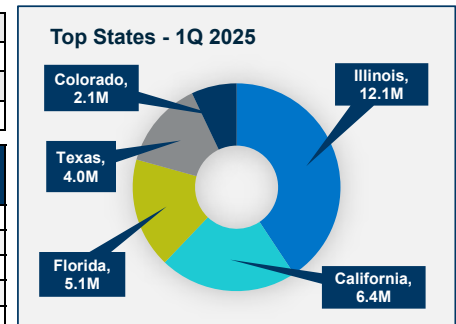 Top States - 1Q 2025
Colorado,
2.1M
Illinois,
12.1M
Texas,
4.0M
Florida,
5.1M
California,
6.4M